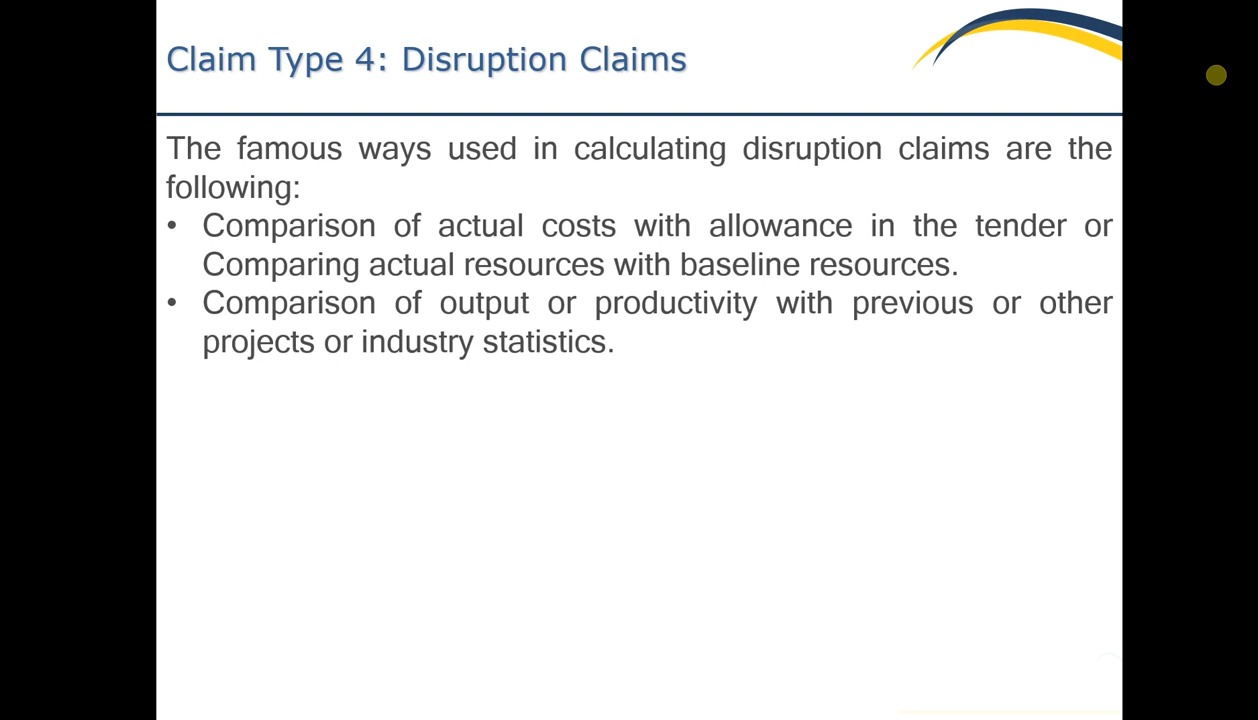 Claim Type 4: Disruption Claims
The famous ways used in calculating disruption claims are the
following:
• Comparison of actual costs with allowance in the tender or
Comparing actual resources with baseline resources.
• Comparison of output or productivity with previous or other
projects or industry statistics.